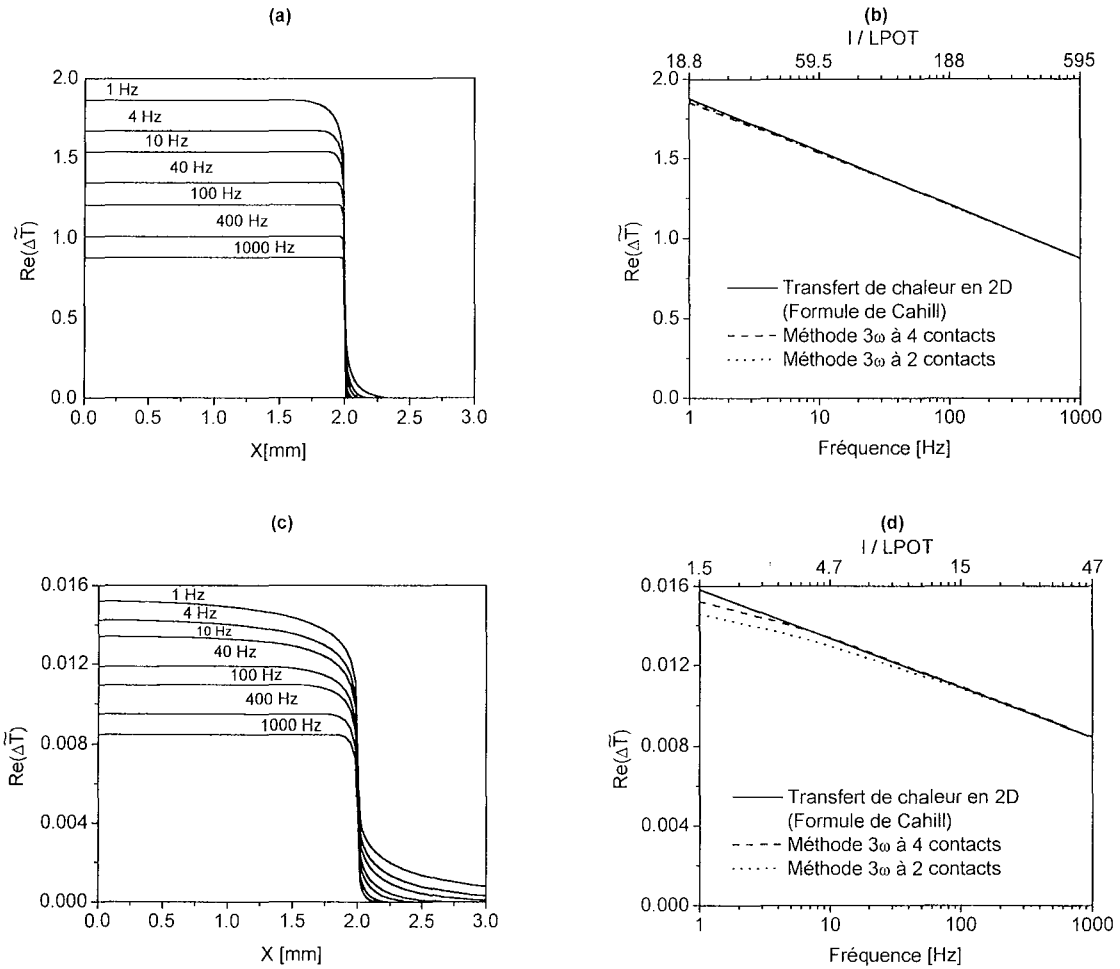 (a)
2.0
1.5
1.0
0.5
0.0
Re(ΔT̃)
1 Hz
4 Hz
10 Hz
40 Hz
100 Hz
400 Hz
1000 Hz
0.0 0.5 1.0 1.5 2.0 2.5 3.0
X[mm]
(b)
I / LPOT
18.8 59.5 188 595
2.0
1.5
1.0
0.5
0.0
Re(ΔT̃)
Transfert de chaleur en 2D
(Formule de Cahill)
Méthode 3ω à 4 contacts
Méthode 3ω à 2 contacts
1 10 100 1000
Fréquence [Hz]
(c)
0.016
0.012
0.008
0.004
0.000
Re(ΔT̃)
1 Hz
4 Hz
10 Hz
40 Hz
100 Hz
400 Hz
1000 Hz
0.0 0.5 1.0 1.5 2.0 2.5 3.0
X [mm]
(d)
I / LPOT
1.5 4.7 15 47
0.016
0.012
0.008
0.004
0.000
Re(ΔT̃)
Transfert de chaleur en 2D
(Formule de Cahill)
Méthode 3ω à 4 contacts
Méthode 3ω à 2 contacts
1 10 100 1000
Fréquence [Hz]